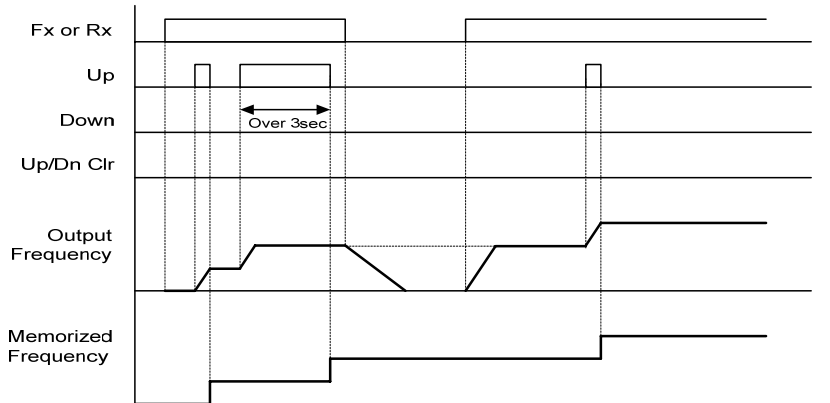 Fx or Rx
Up
Down
Over 3sec
Up/Dn Clr
Output
Frequency
Memorized
Frequency